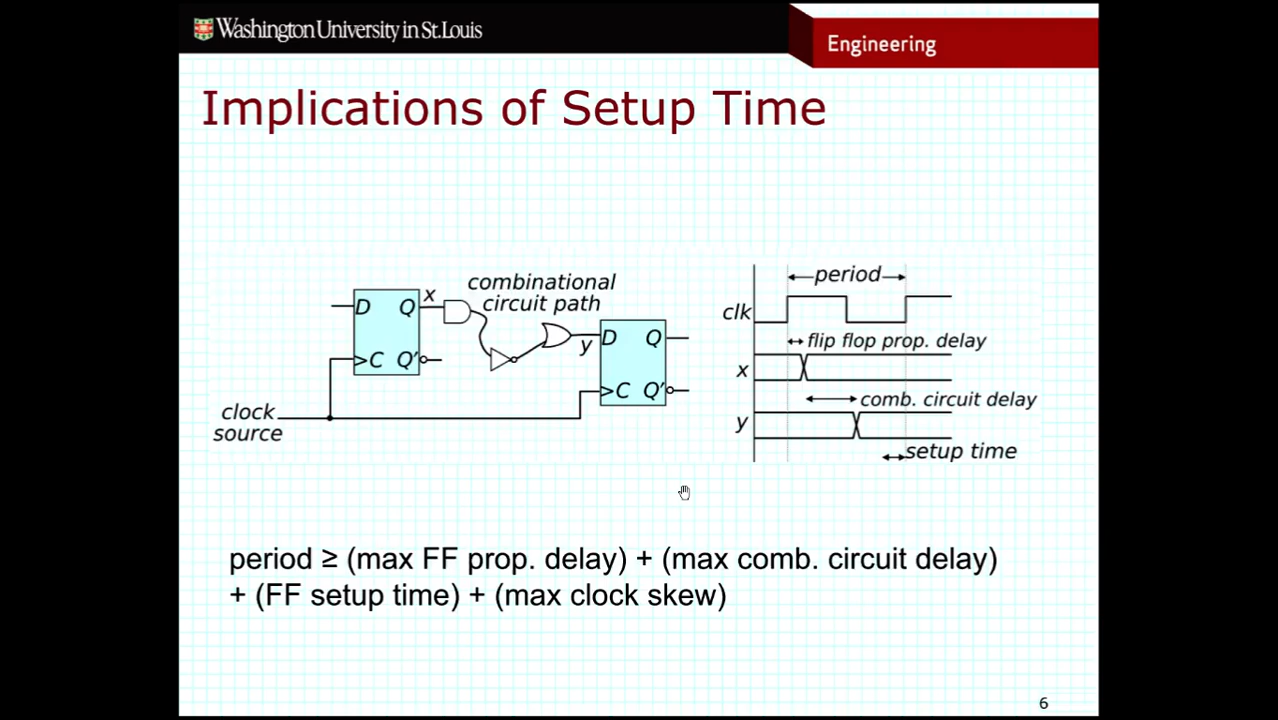 Washington University in St.Louis
Engineering
Implications of Setup Time
combinational
circuit path
D Q x
>C Q'
y D Q
>C Q'
clock
source
period
clk
flip flop prop. delay
x
comb. circuit delay
y
setup time
period ≥ (max FF prop. delay) + (max comb. circuit delay)
+ (FF setup time) + (max clock skew)
6